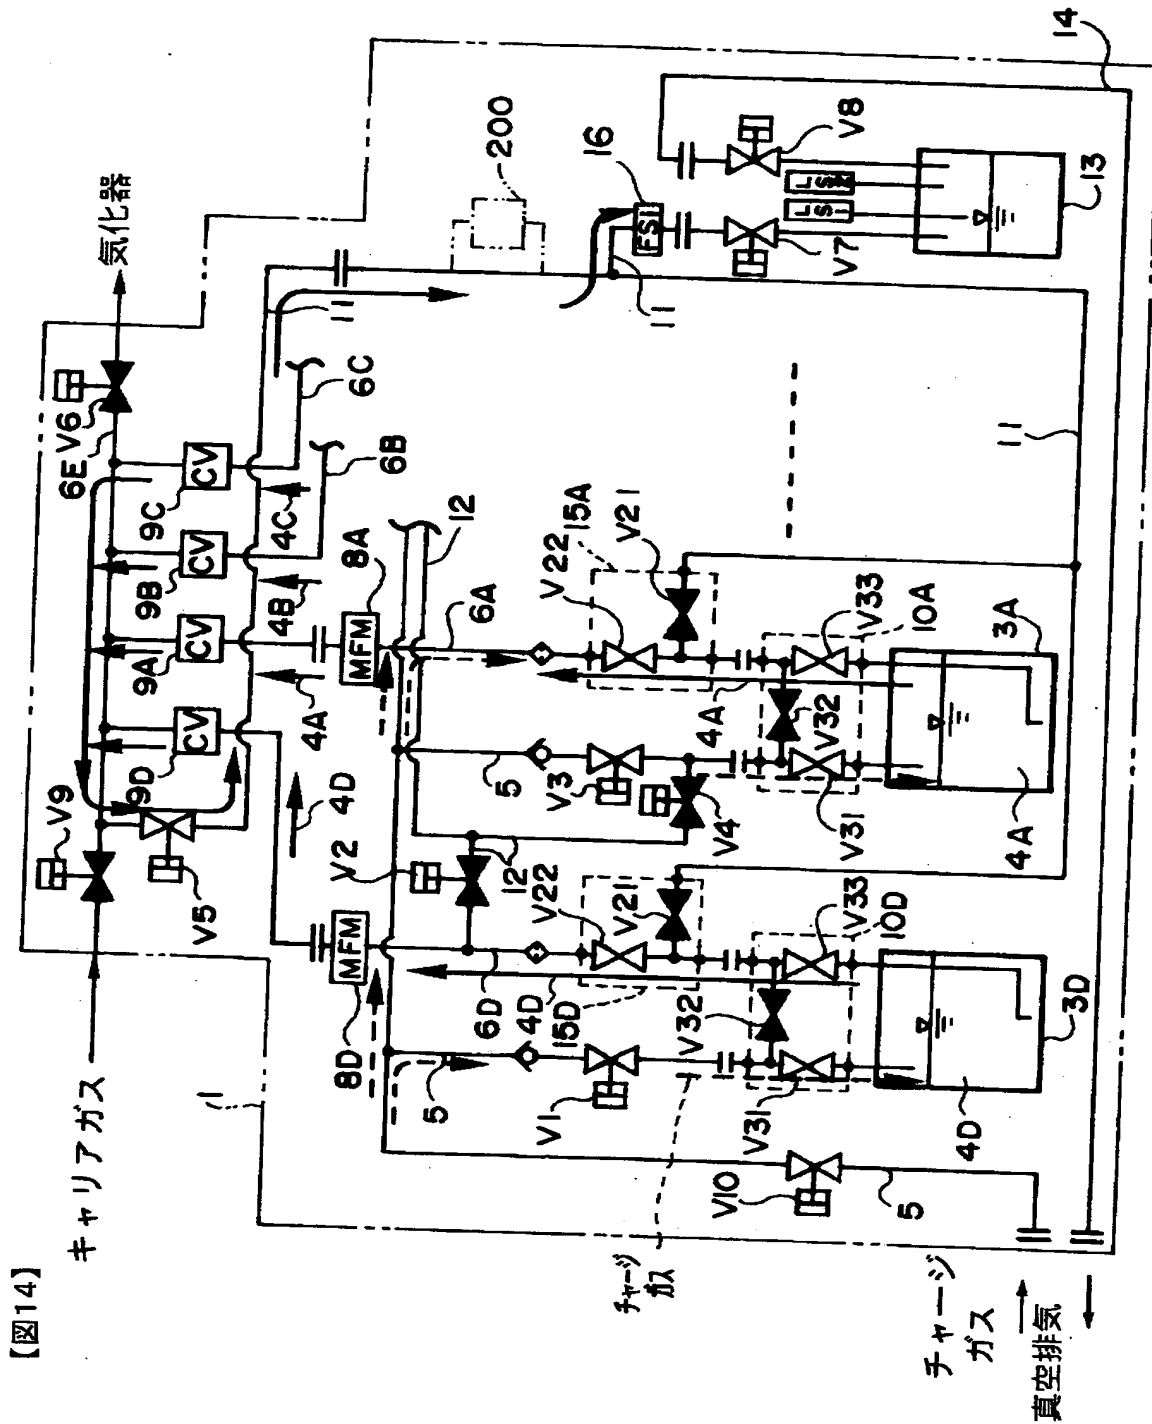 【図14】
キャリアガス
気化器
1
V9
V5
V6
6E
9D
CV
9A
CV
9B
CV
9C
CV
4D
4A
4B
4C
6B
6C
11
200
14
16
FSI
11
V7
V8
13
11
8D
MFM
8A
MFM
V2
12
12
6A
6D
4D
15D
V22
V21
V22
15A
V21
5
V1
5
V3
V4
4A
V31
V32
V33
10D
V31
V32
V33
10A
3D
4D
3A
4A
V10
5
チャージ
ガス
チャージ
ガス
真空排気